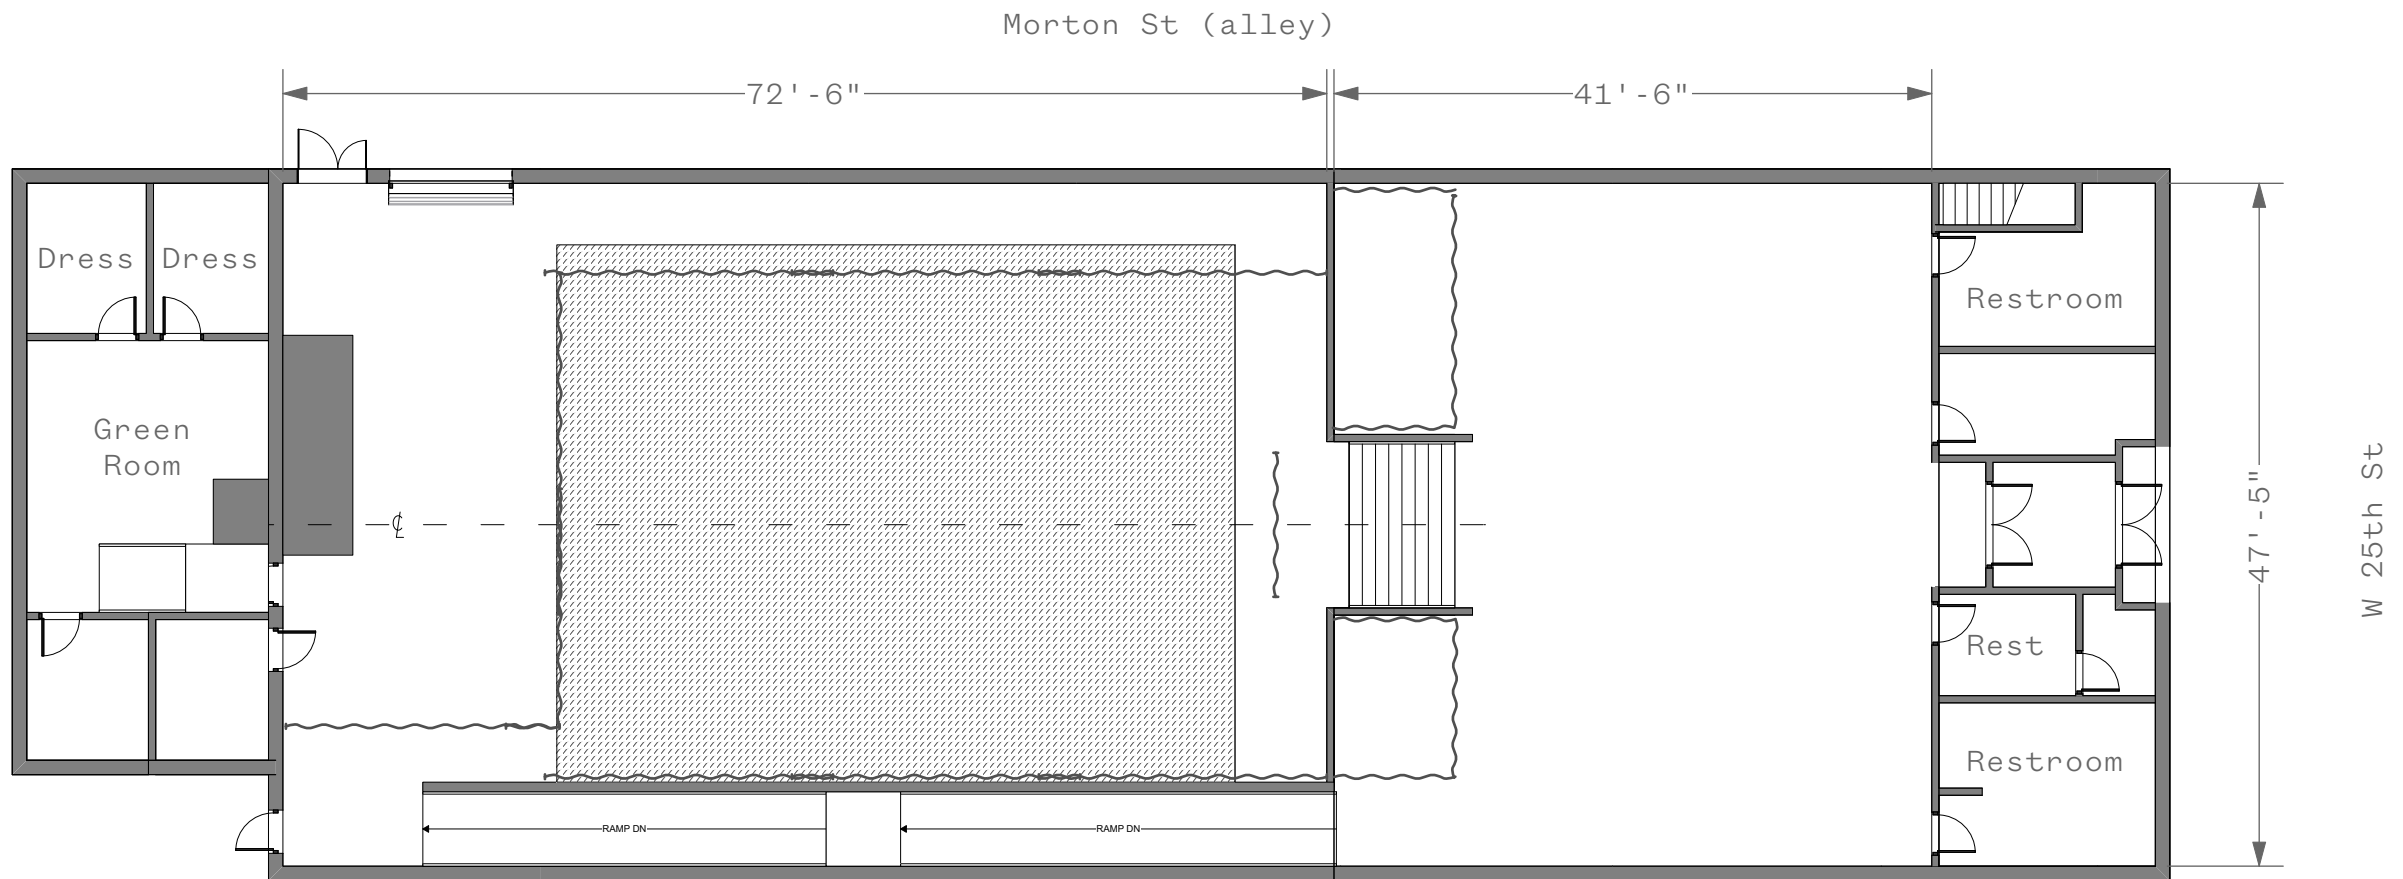 Morton St (alley)
72'-6"
41'-6"
Dress
Dress
Restroom
Green
Room
℄
47'-5"
W 25th St
Rest
Restroom
RAMP DN
RAMP DN